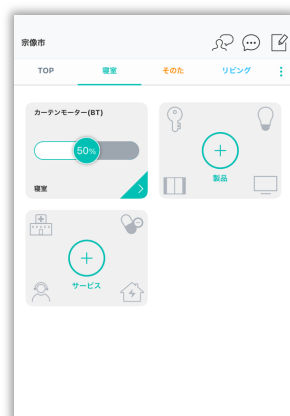 宗像市
TOP 寝室 そのた リビング
カーテンモーター(BT)
50%
寝室
製品
サービス